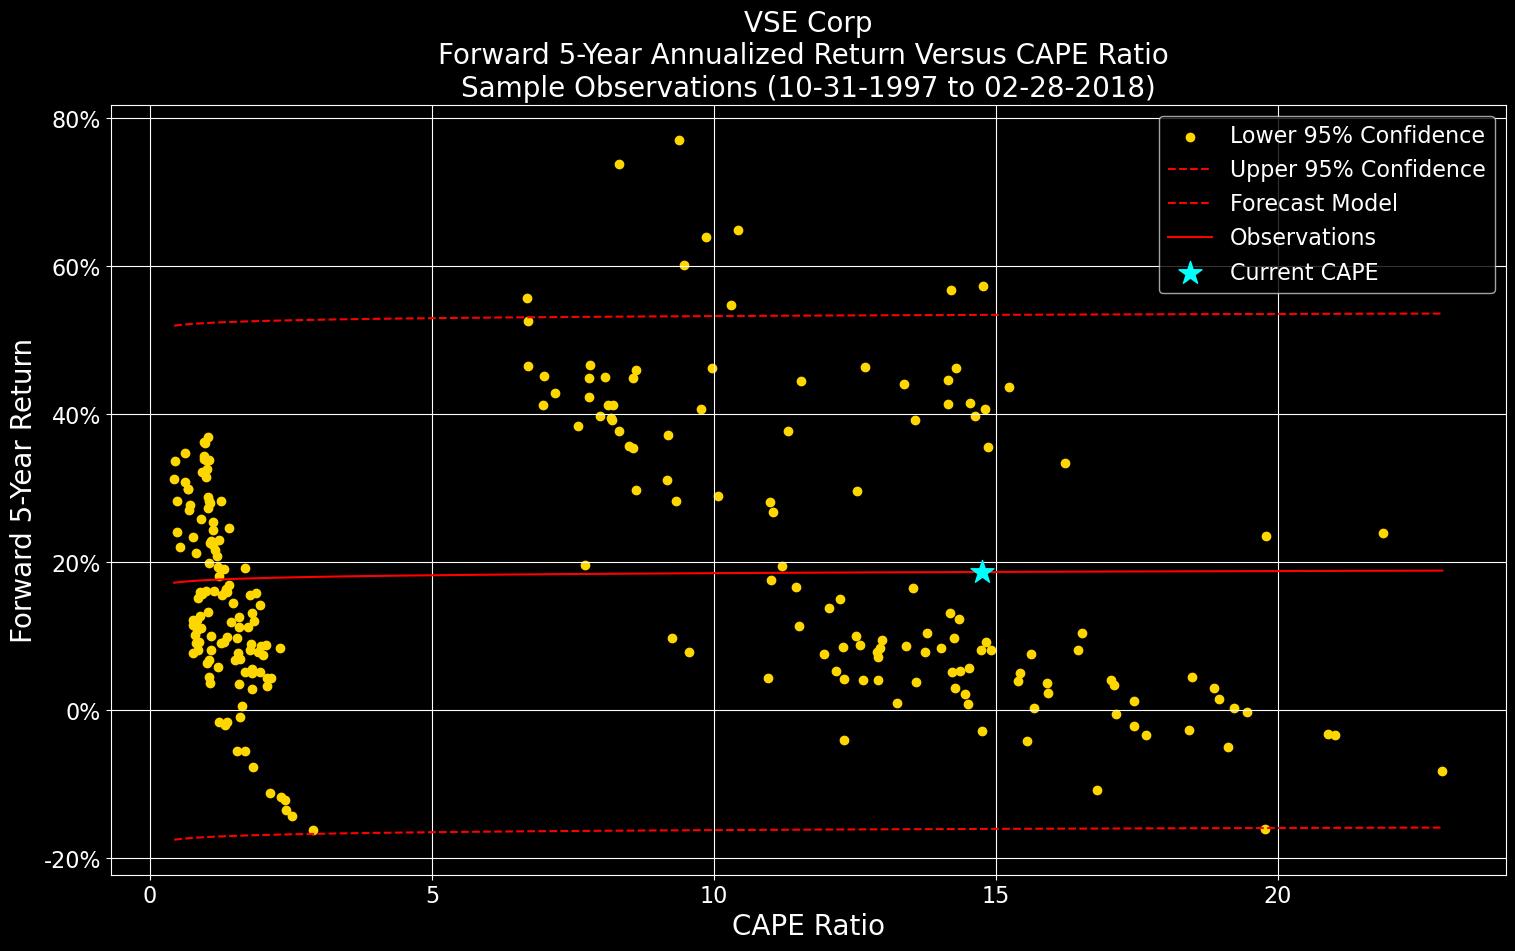 VSE Corp
Forward 5-Year Annualized Return Versus CAPE Ratio
Sample Observations (10-31-1997 to 02-28-2018)
80%
60%
40%
20%
0%
-20%
Forward 5-Year Return
Lower 95% Confidence
Upper 95% Confidence
Forecast Model
Observations
Current CAPE
0 5 10 15 20
CAPE Ratio